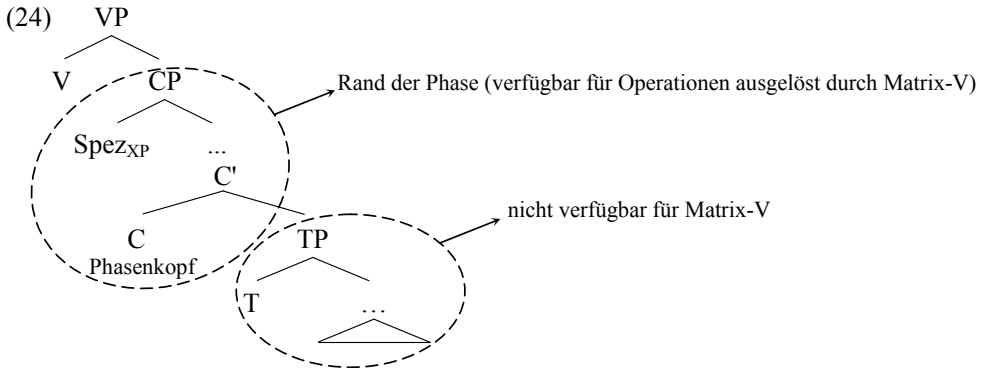 (24) VP
V CP
Rand der Phase (verfügbar für Operationen ausgelöst durch Matrix-V)
Spez_XP ...
C'
nicht verfügbar für Matrix-V
C TP
Phasenkopf
T ...